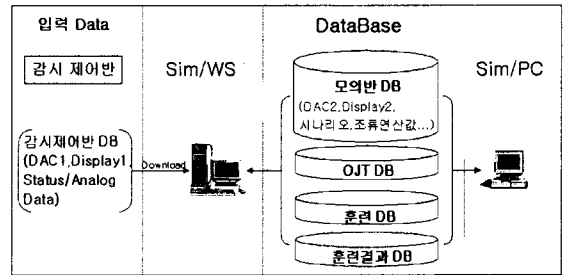 입력 Data
감시 제어반
감시제어반 DB
(DAC1,Display1
Status/Analog
Data)
Download
Sim/WS
DataBase
모의반 DB
(DAC2,Display2,
시나리오,조류연산값...)
OJT DB
훈련 DB
훈련결과 DB
Sim/PC